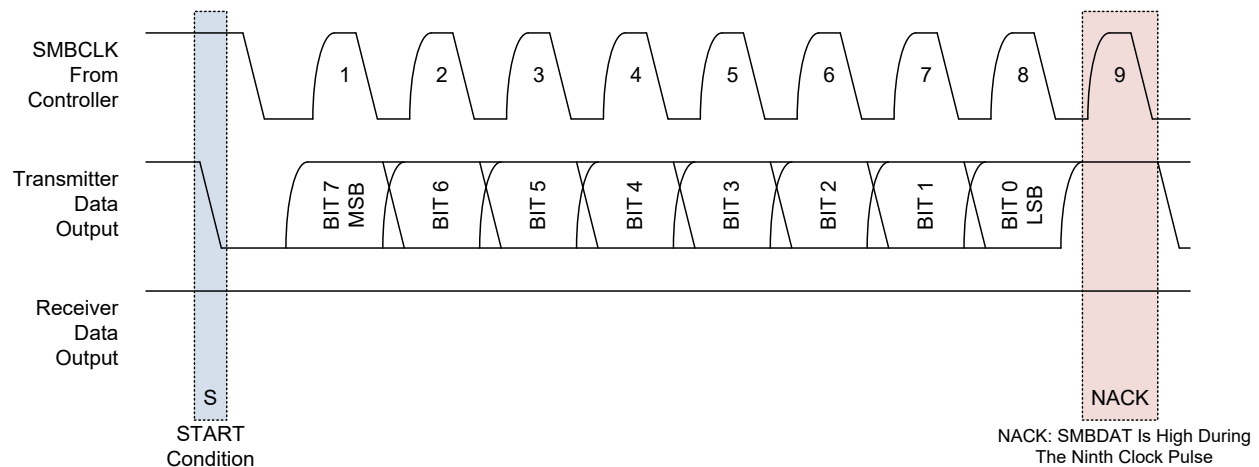 SMBCLK
From
Controller
1 2 3 4 5 6 7 8 9
Transmitter
Data
Output
BIT 7
MSB
BIT 6
BIT 5
BIT 4
BIT 3
BIT 2
BIT 1
BIT 0
LSB
Receiver
Data
Output
S
NACK
START
Condition
NACK: SMBDAT Is High During
The Ninth Clock Pulse